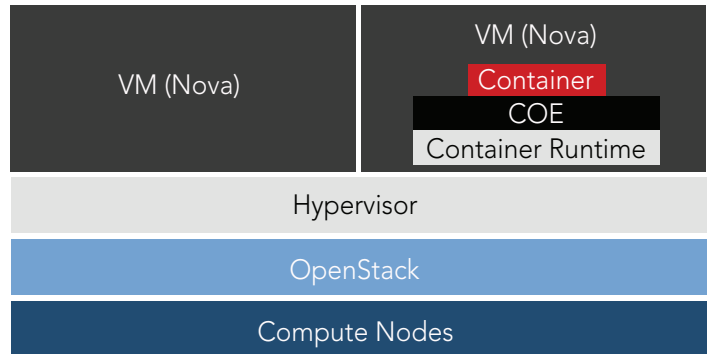 VM (Nova)
VM (Nova)
Container
COE
Container Runtime
Hypervisor
OpenStack
Compute Nodes